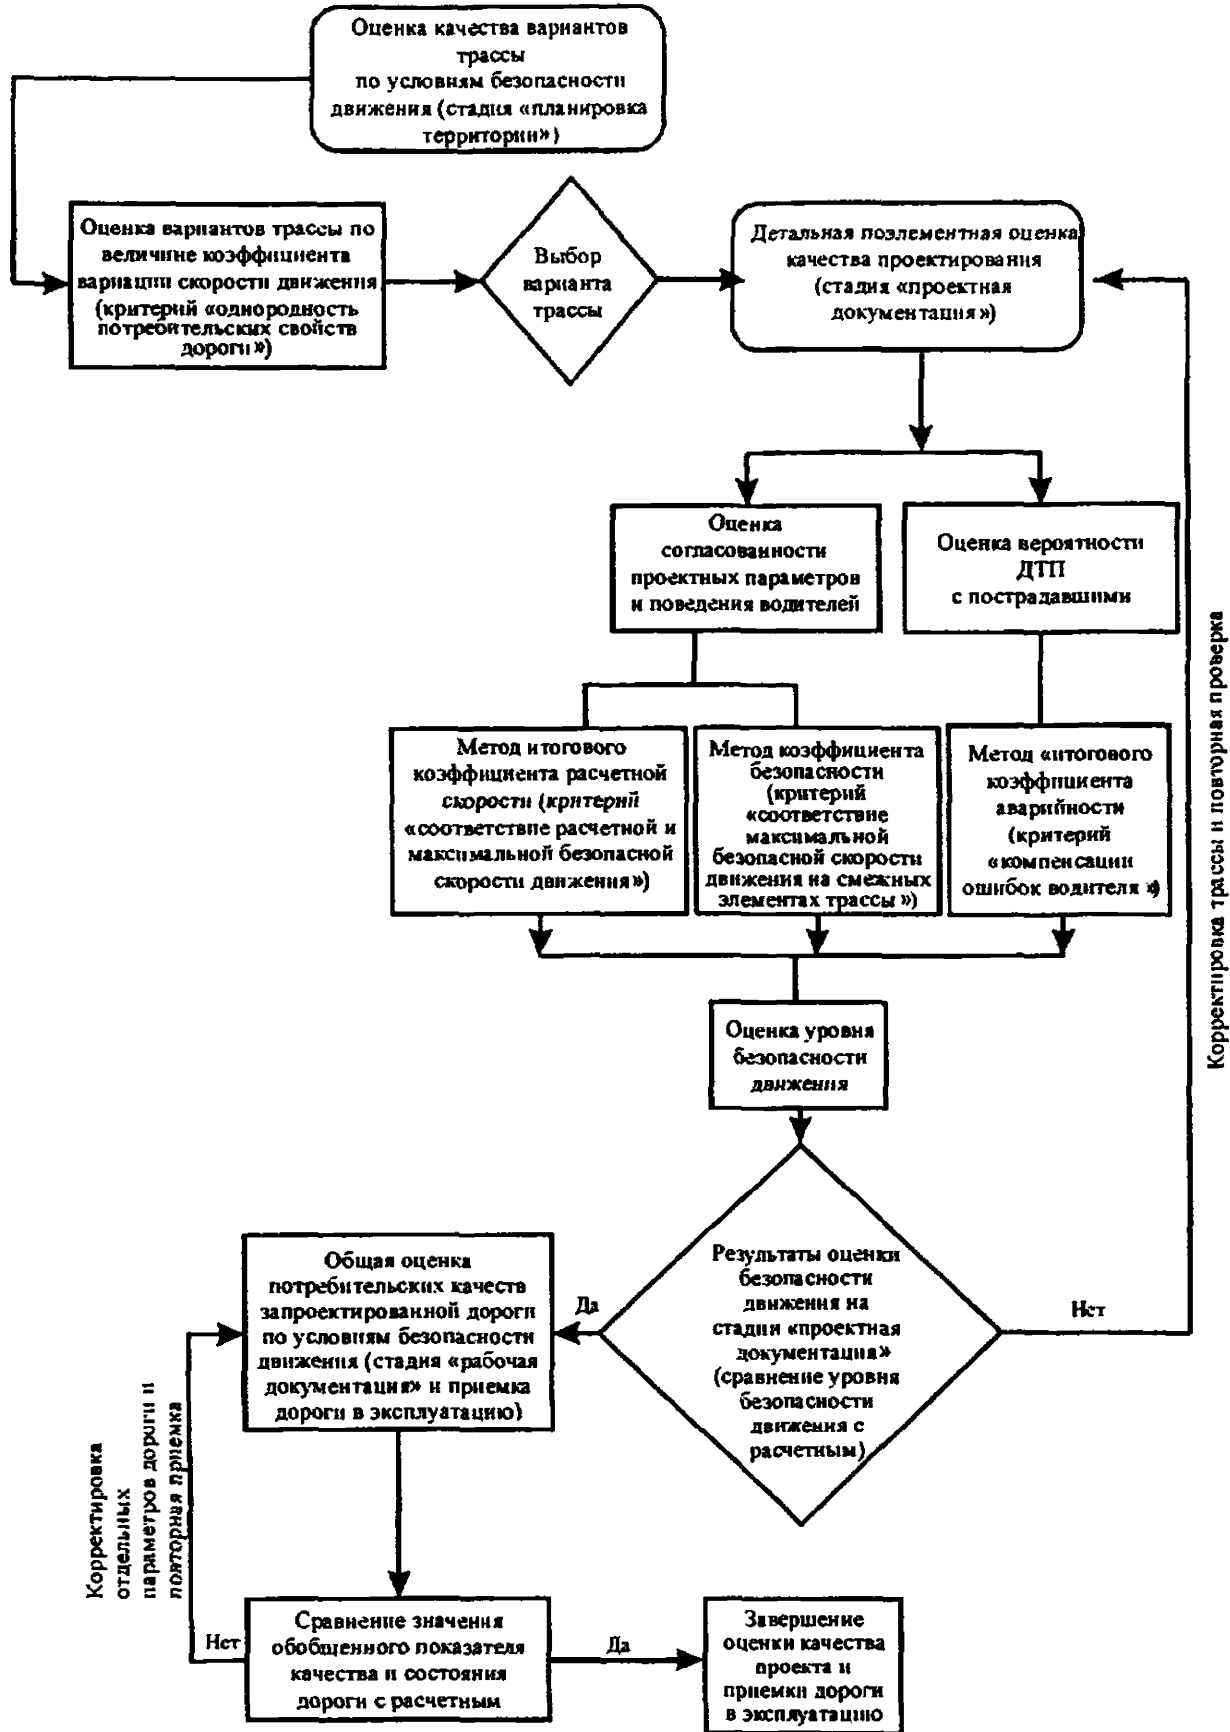 Оценка качества вариантов
трассы
по условиям безопасности
движения (стадия «планировка
территории»)
Оценка вариантов трассы по
величине коэффициента
вариации скорости движения
(критерий «однородность
потребительских свойств
дороги»)
Выбор
варианта
трассы
Детальная поэлементная оценка
качества проектирования
(стадия «проектная
документация»)
Оценка
согласованности
проектных параметров
и поведения водителей
Оценка вероятности
ДТП
с пострадавшими
Метод итогового
коэффициента расчетной
скорости (критерий
«соответствие расчетной и
максимальной безопасной
скорости движения»)
Метод коэффициента
безопасности
(критерий
«соответствие
максимальной
безопасной скорости
движения на смежных
элементах трассы »)
Метод «итогового
коэффициента
аварийности
(критерий
«компенсации
ошибок водителя »)
Корректировка трассы и повторная проверка
Оценка уровня
безопасности
движения
Результаты оценки
безопасности
движения на
стадии «проектная
документация»
(сравнение уровня
безопасности
движения с
расчетным)
Да
Нет
Общая оценка
потребительских качеств
запроектированной дороги
по условиям безопасности
движения (стадия «рабочая
документация» и приемка
дороги в эксплуатацию)
Корректировка
отдельных
параметров дороги и
повторная приемка
Сравнение значения
обобщенного показателя
качества и состояния
дороги с расчетным
Нет
Да
Завершение
оценки качества
проекта и
приемки дороги
в эксплуатацию